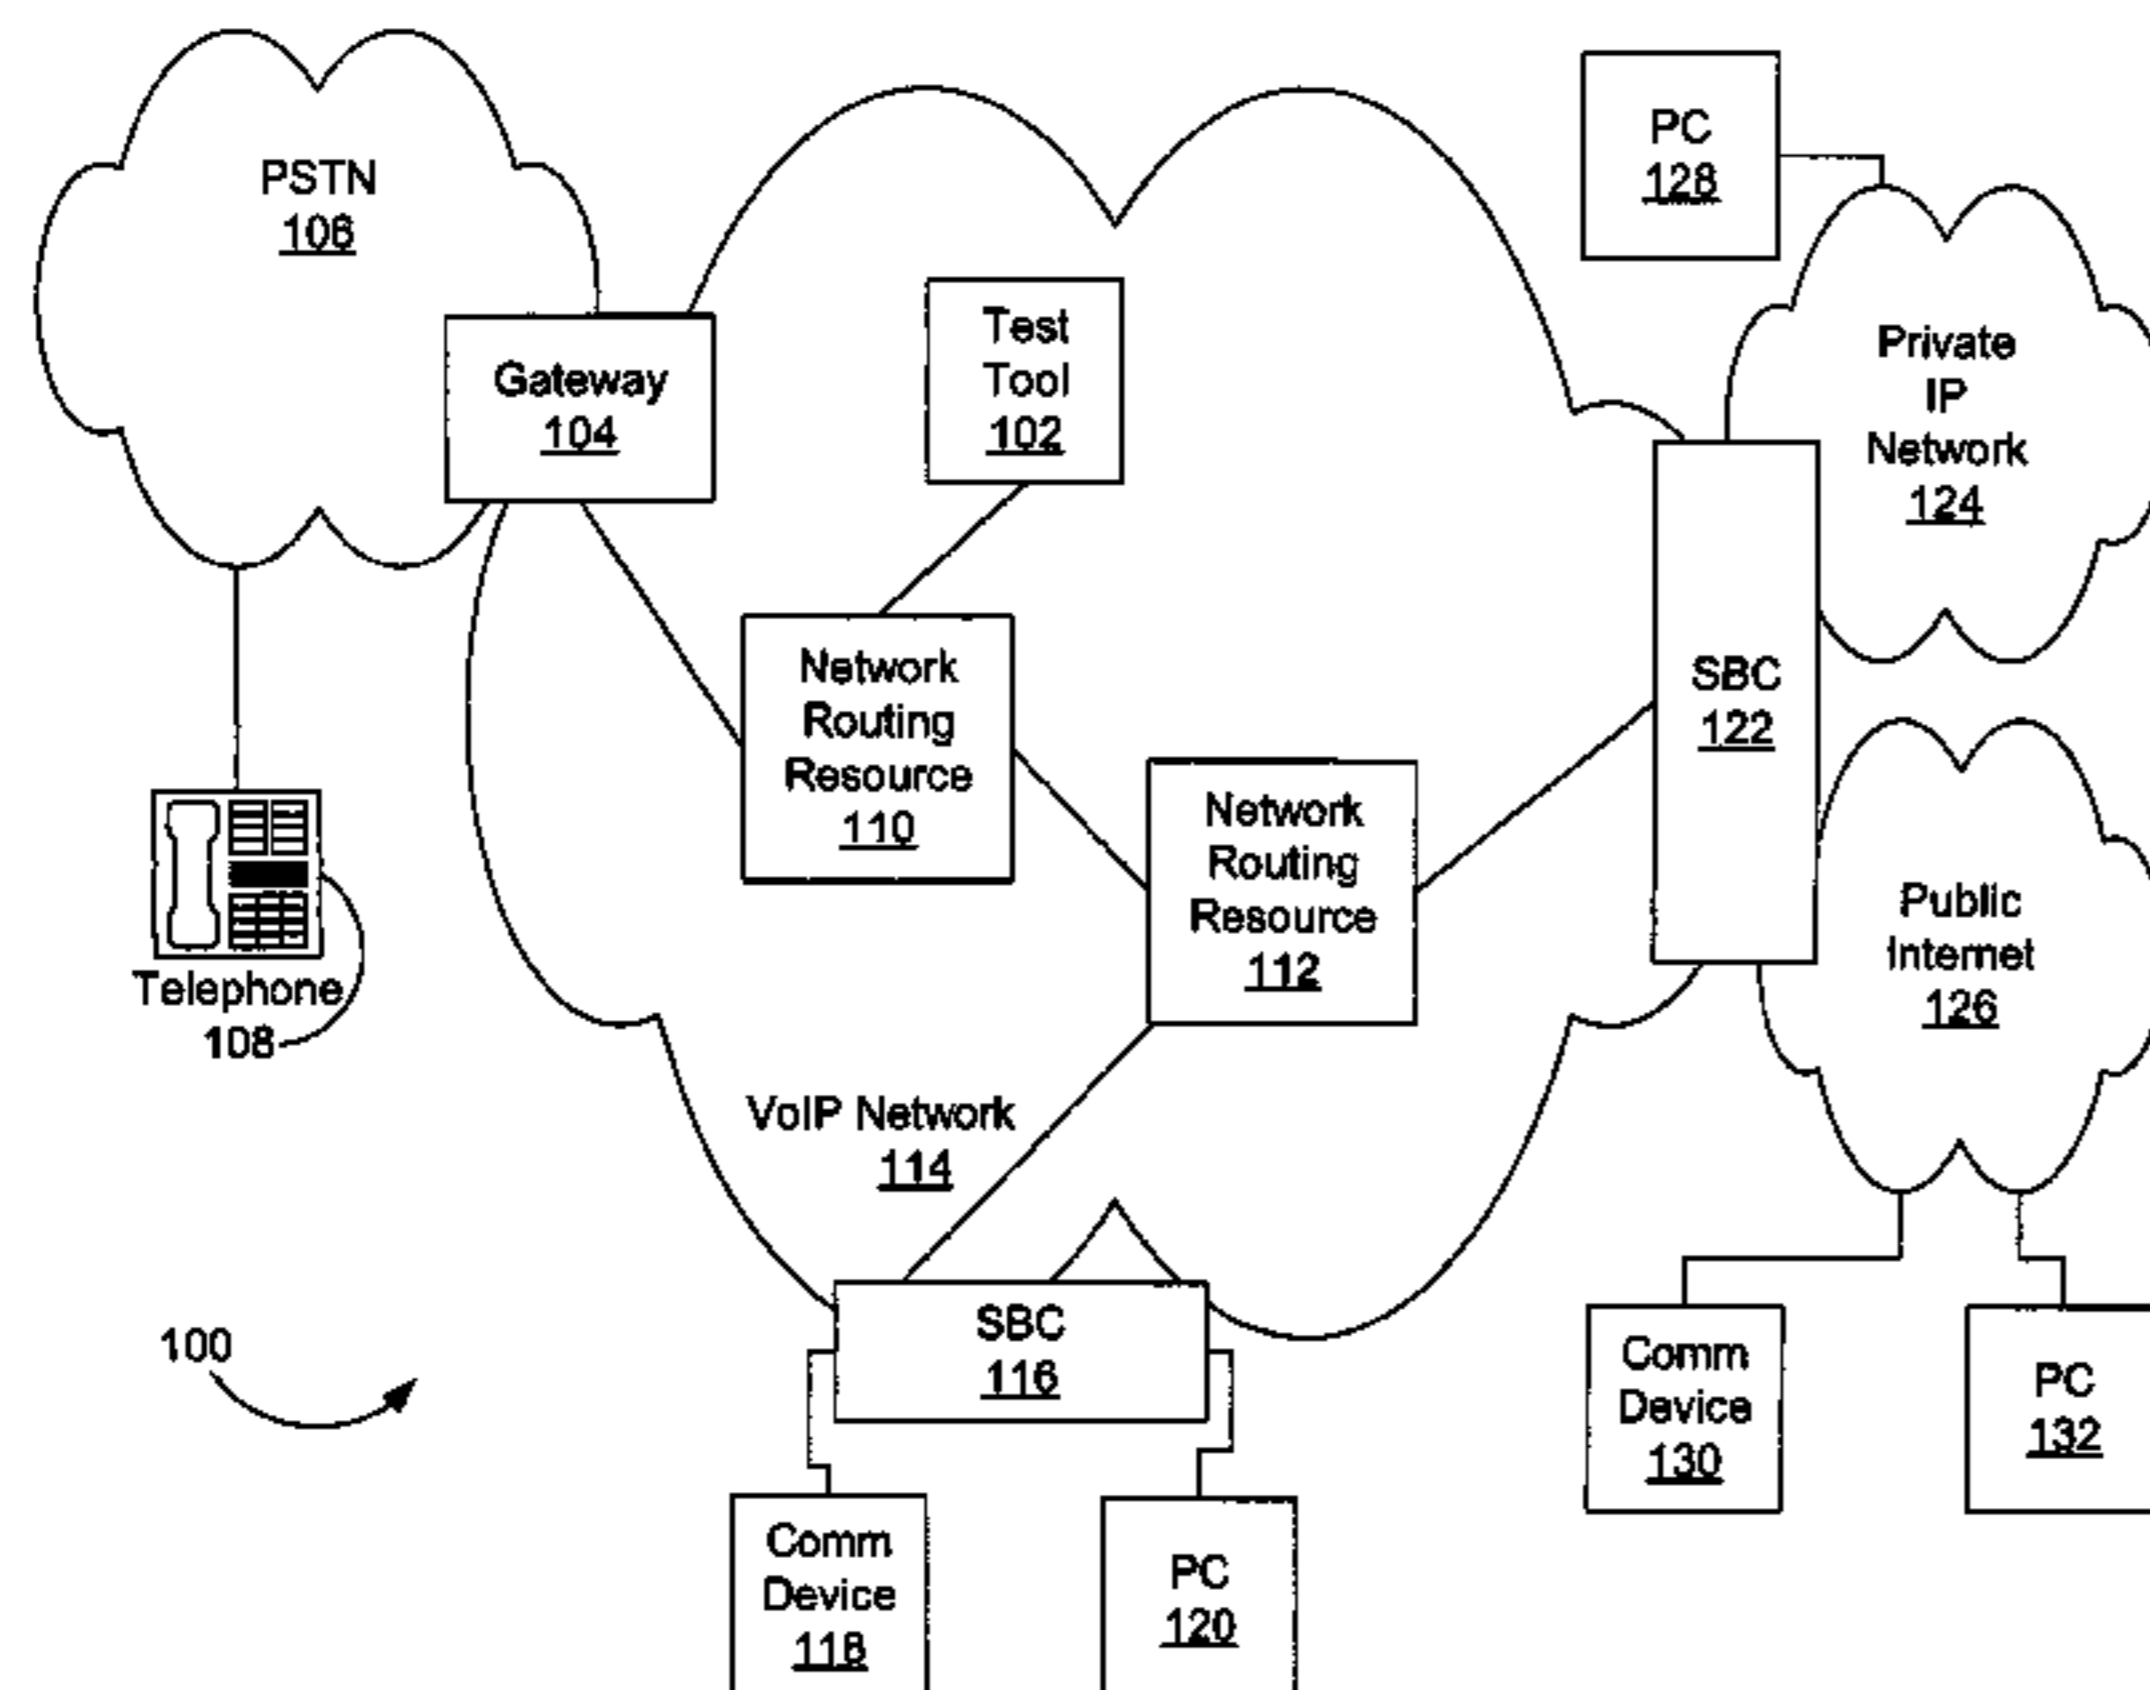 PSTN
106
Gateway
104
Test
Tool
102
PC
128
Private
IP
Network
124
Network
Routing
Resource
110
Network
Routing
Resource
112
SBC
122
Public
Internet
126
Telephone
108
VoIP Network
114
100
SBC
116
Comm
Device
118
PC
120
Comm
Device
130
PC
132